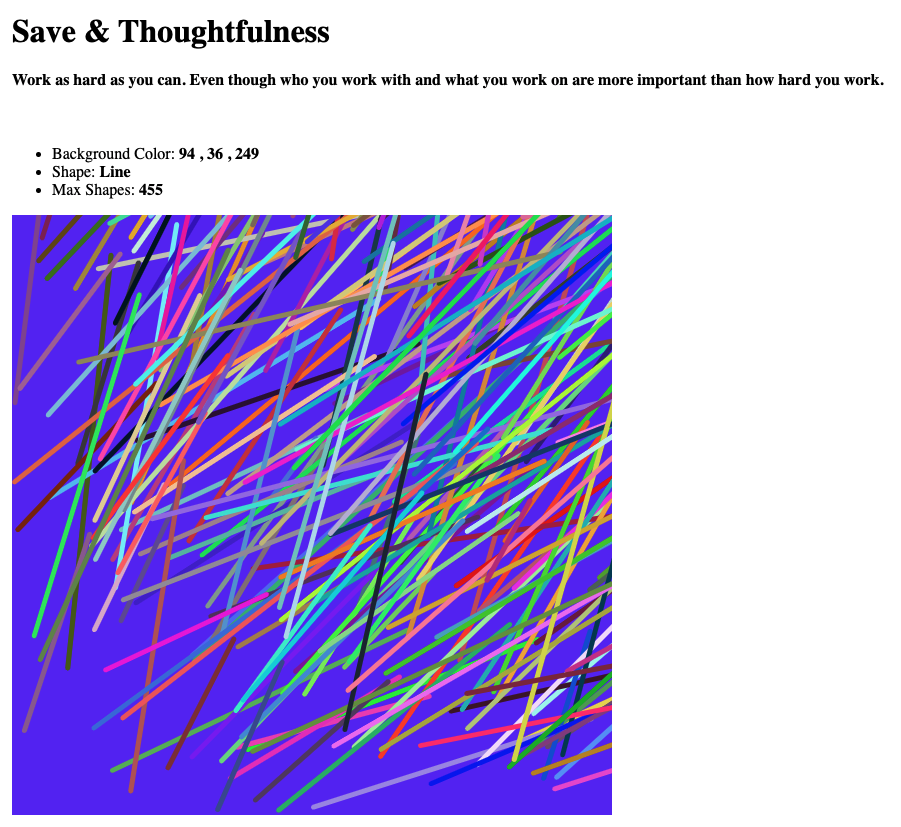 Save & Thoughtfulness
Work as hard as you can. Even though who you work with and what you work on are more important than how hard you work.
• Background Color: 94 , 36 , 249
• Shape: Line
• Max Shapes: 455